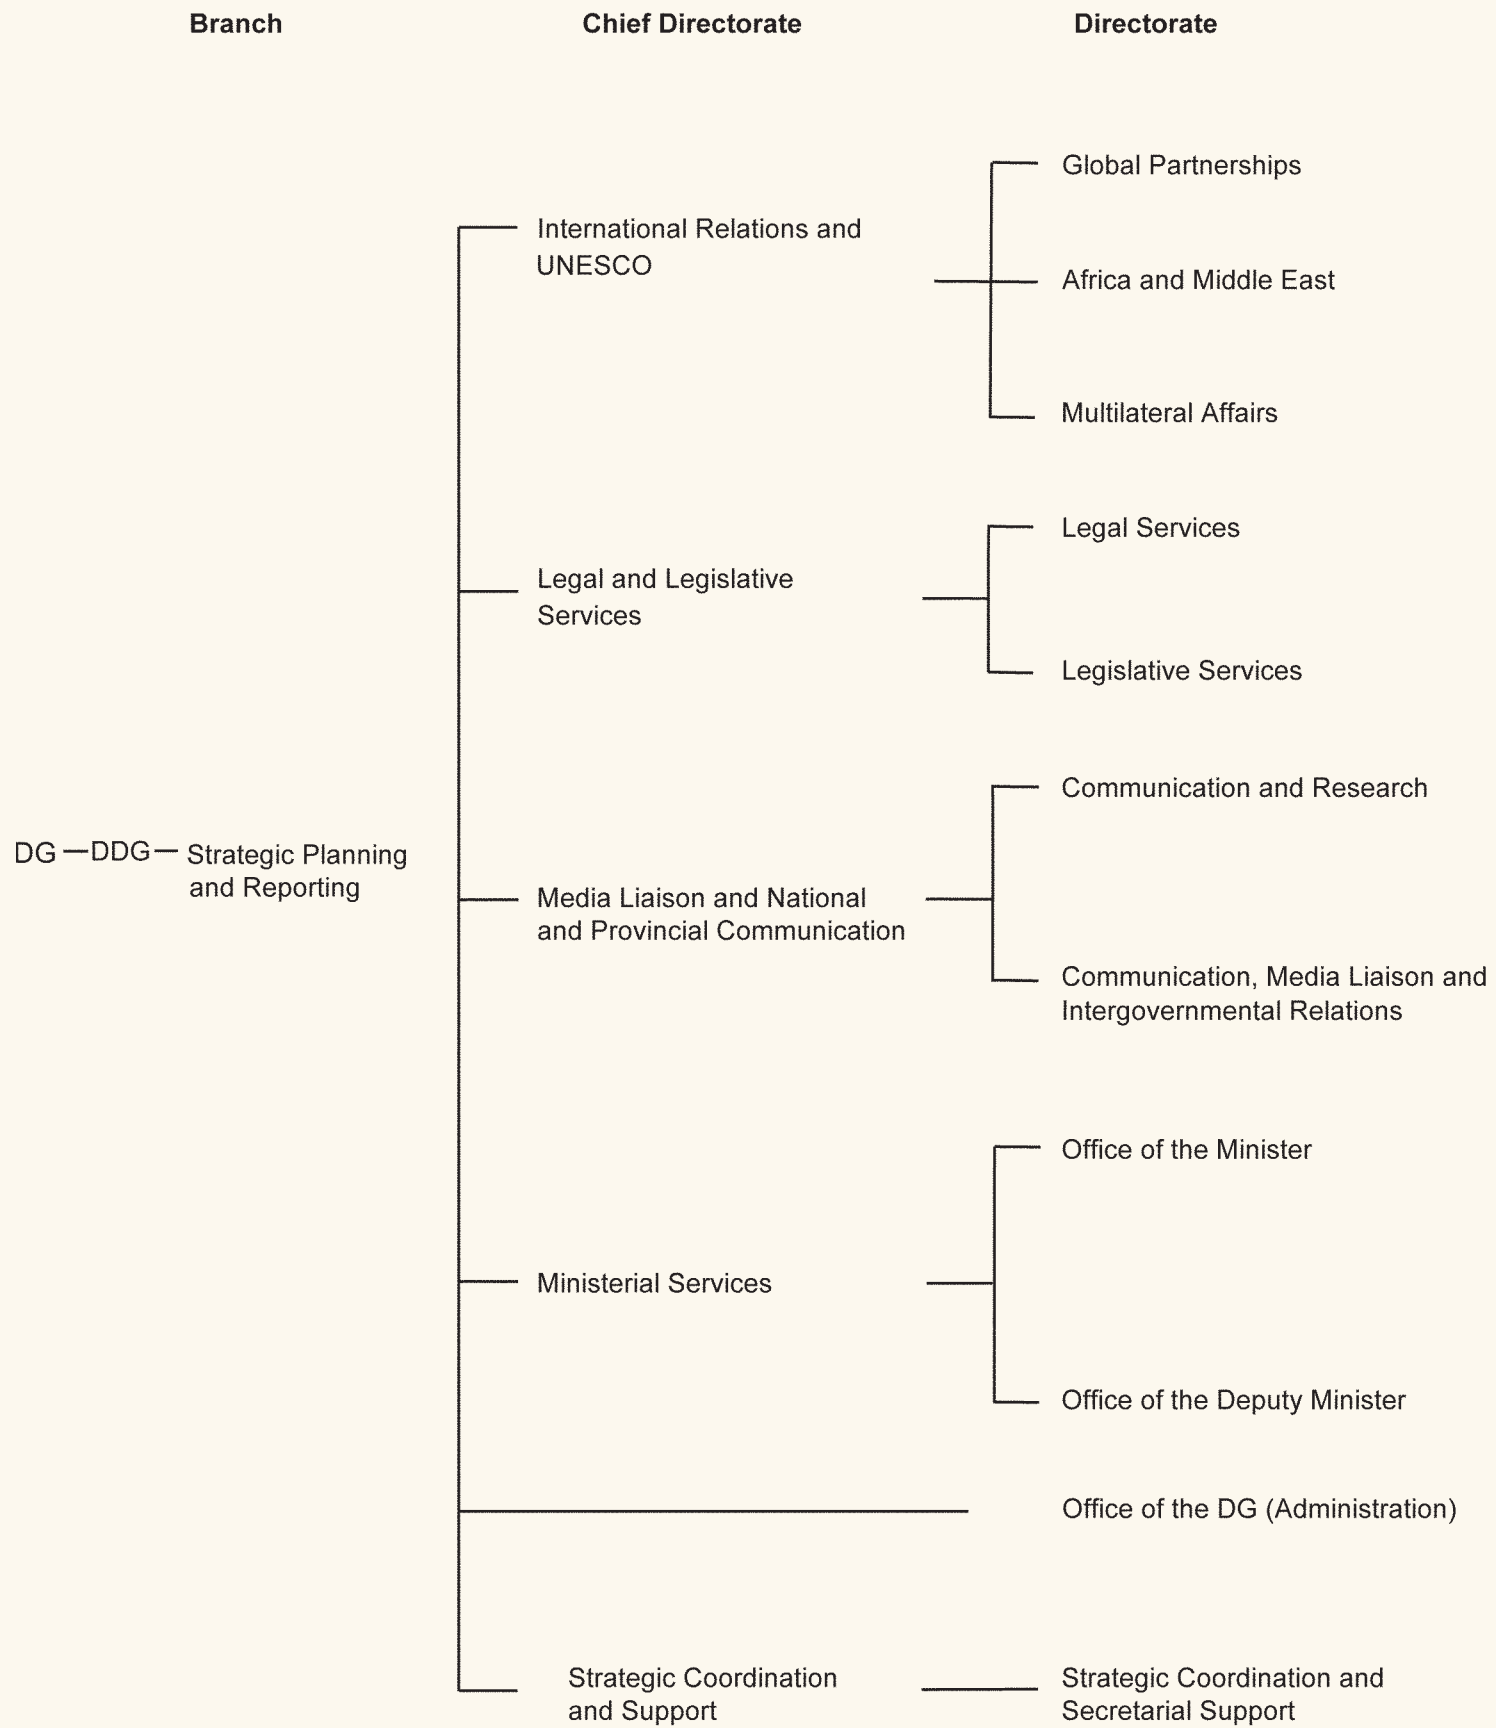 Branch
Chief Directorate
Directorate
Global Partnerships
International Relations and
UNESCO
Africa and Middle East
Multilateral Affairs
Legal Services
Legal and Legislative
Services
Legislative Services
Communication and Research
DG
DDG
Strategic Planning
and Reporting
Media Liaison and National
and Provincial Communication
Communication, Media Liaison and
Intergovernmental Relations
Office of the Minister
Ministerial Services
Office of the Deputy Minister
Office of the DG (Administration)
Strategic Coordination
and Support
Strategic Coordination and
Secretarial Support